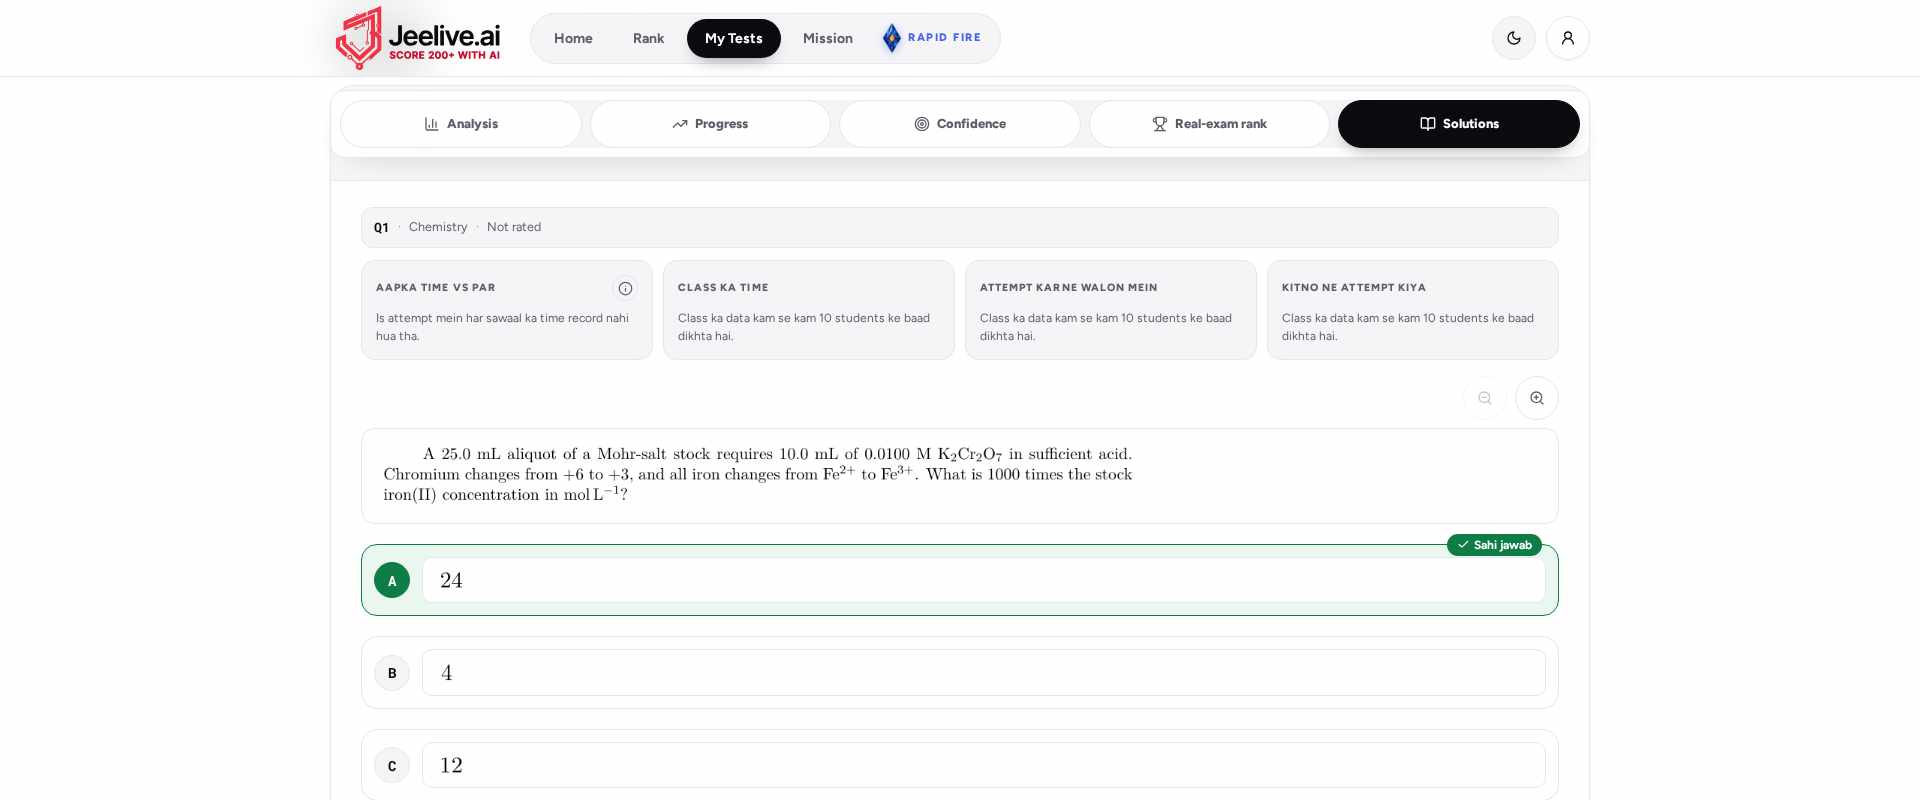 Jeelive.ai
SCORE 200+ WITH AI
Home
Rank
My Tests
Mission
RAPID FIRE
Analysis
Progress
Confidence
Real-exam rank
Solutions
Q1 · Chemistry · Not rated
AAPKA TIME VS PAR
Is attempt mein har sawaal ka time record nahi
hua tha.
CLASS KA TIME
Class ka data kam se kam 10 students ke baad
dikhta hai.
ATTEMPT KARNE WALON MEIN
Class ka data kam se kam 10 students ke baad
dikhta hai.
KITNO NE ATTEMPT KIYA
Class ka data kam se kam 10 students ke baad
dikhta hai.
A 25.0 mL aliquot of a Mohr-salt stock requires 10.0 mL of 0.0100 M K₂Cr₂O₇ in sufficient acid.
Chromium changes from +6 to +3, and all iron changes from Fe²⁺ to Fe³⁺. What is 1000 times the stock
iron(II) concentration in mol L⁻¹?
Sahi jawab
A 24
B 4
C 12